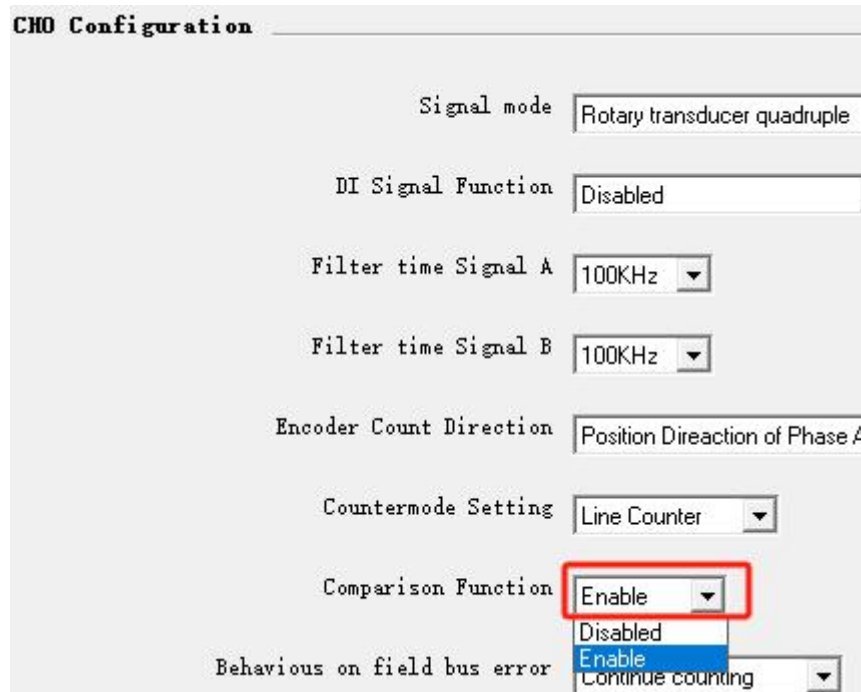 CH0 Configuration
Signal mode Rotary transducer quadruple
DI Signal Function Disabled
Filter time Signal A 100KHz
Filter time Signal B 100KHz
Encoder Count Direction Position Direaction of Phase A
Countermode Setting Line Counter
Comparison Function Enable
Disabled
Enable
Behavious on field bus error Continue counting